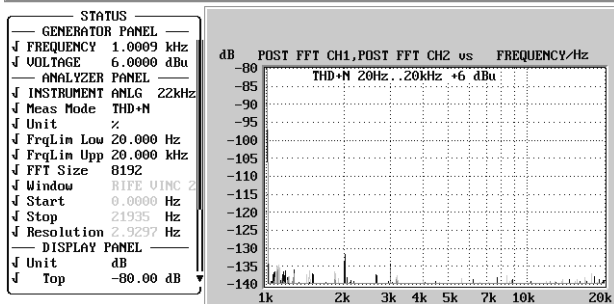 STATUS
GENERATOR PANEL
FREQUENCY 1.0009 kHz
VOLTAGE 6.0000 dBu
ANALYZER PANEL
INSTRUMENT ANLG 22kHz
Meas Mode THD+N
Unit %
FrqLim Low 20.000 Hz
FrqLim Upp 20.000 kHz
FFT Size 8192
Window RIFE VINC 2
Start 0.0000 Hz
Stop 21935 Hz
Resolution 2.9297 Hz
DISPLAY PANEL
Unit dB
Top -80.00 dB
dB POST FFT CH1,POST FFT CH2 vs FREQUENCY/Hz
THD+N 20Hz..20kHz +6 dBu
-80
-85
-90
-95
-100
-105
-110
-115
-120
-125
-130
-135
-140
1k 2k 3k 4k 5k 7k 10k 20k